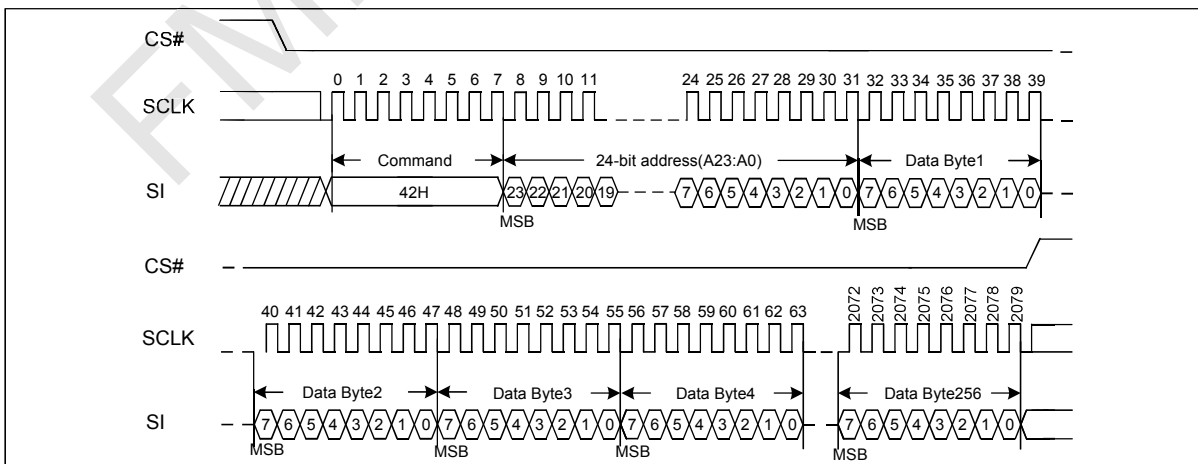 FM
CS#
0 1 2 3 4 5 6 7 8 9 10 11 24 25 26 27 28 29 30 31 32 33 34 35 36 37 38 39
SCLK
Command 24-bit address(A23:A0) Data Byte1
SI 42H 23 22 21 20 19 7 6 5 4 3 2 1 0 7 6 5 4 3 2 1 0
MSB MSB
CS#
40 41 42 43 44 45 46 47 48 49 50 51 52 53 54 55 56 57 58 59 60 61 62 63 2072 2073 2074 2075 2076 2077 2078 2079
SCLK
Data Byte2 Data Byte3 Data Byte4 Data Byte256
SI 7 6 5 4 3 2 1 0 7 6 5 4 3 2 1 0 7 6 5 4 3 2 1 0 7 6 5 4 3 2 1 0
MSB MSB MSB MSB